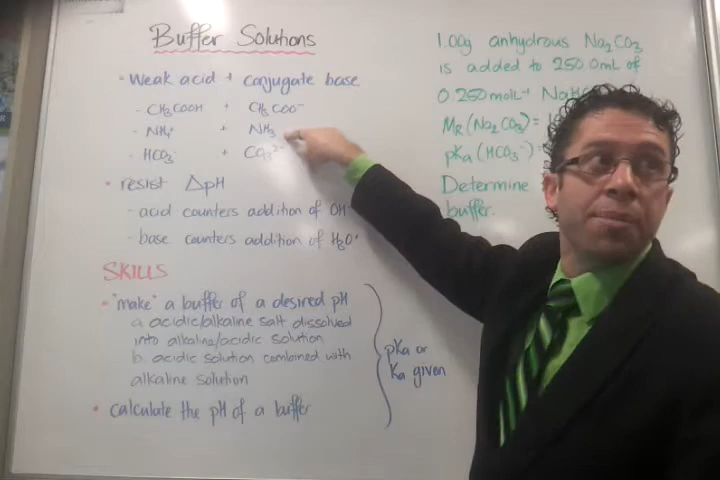 Buffer Solutions
• Weak acid + conjugate base
- CH₃COOH + CH₃COO⁻
- NH₄⁺ + NH₃
- HCO₃⁻ + CO₃²⁻
• resist ΔpH
- acid counters addition of OH
- base counters addition of H₃O⁺
SKILLS
• "make" a buffer of a desired pH
a. acidic/alkaline salt dissolved
into alkaline/acidic solution
b. acidic solution combined with
alkaline solution
• calculate the pH of a buffer
pKa or
Ka given
1.00g anhydrous Na₂CO₃
is added to 250.0mL of
0.250molL⁻¹
MR(Na₂CO₃)=
pKa(HCO₃⁻)=
Determine
buffer.